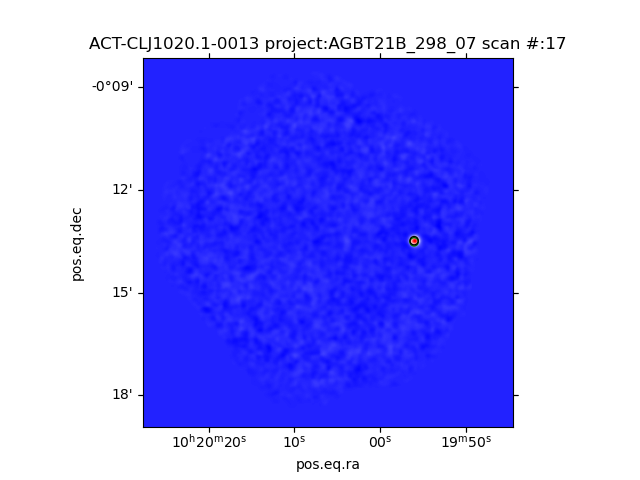 ACT-CLJ1020.1-0013 project:AGBT21B_298_07 scan #:17
-0°09'
12'
15'
18'
pos.eq.dec
10ʰ20ᵐ20ˢ 10ˢ 00ˢ 19ᵐ50ˢ
pos.eq.ra